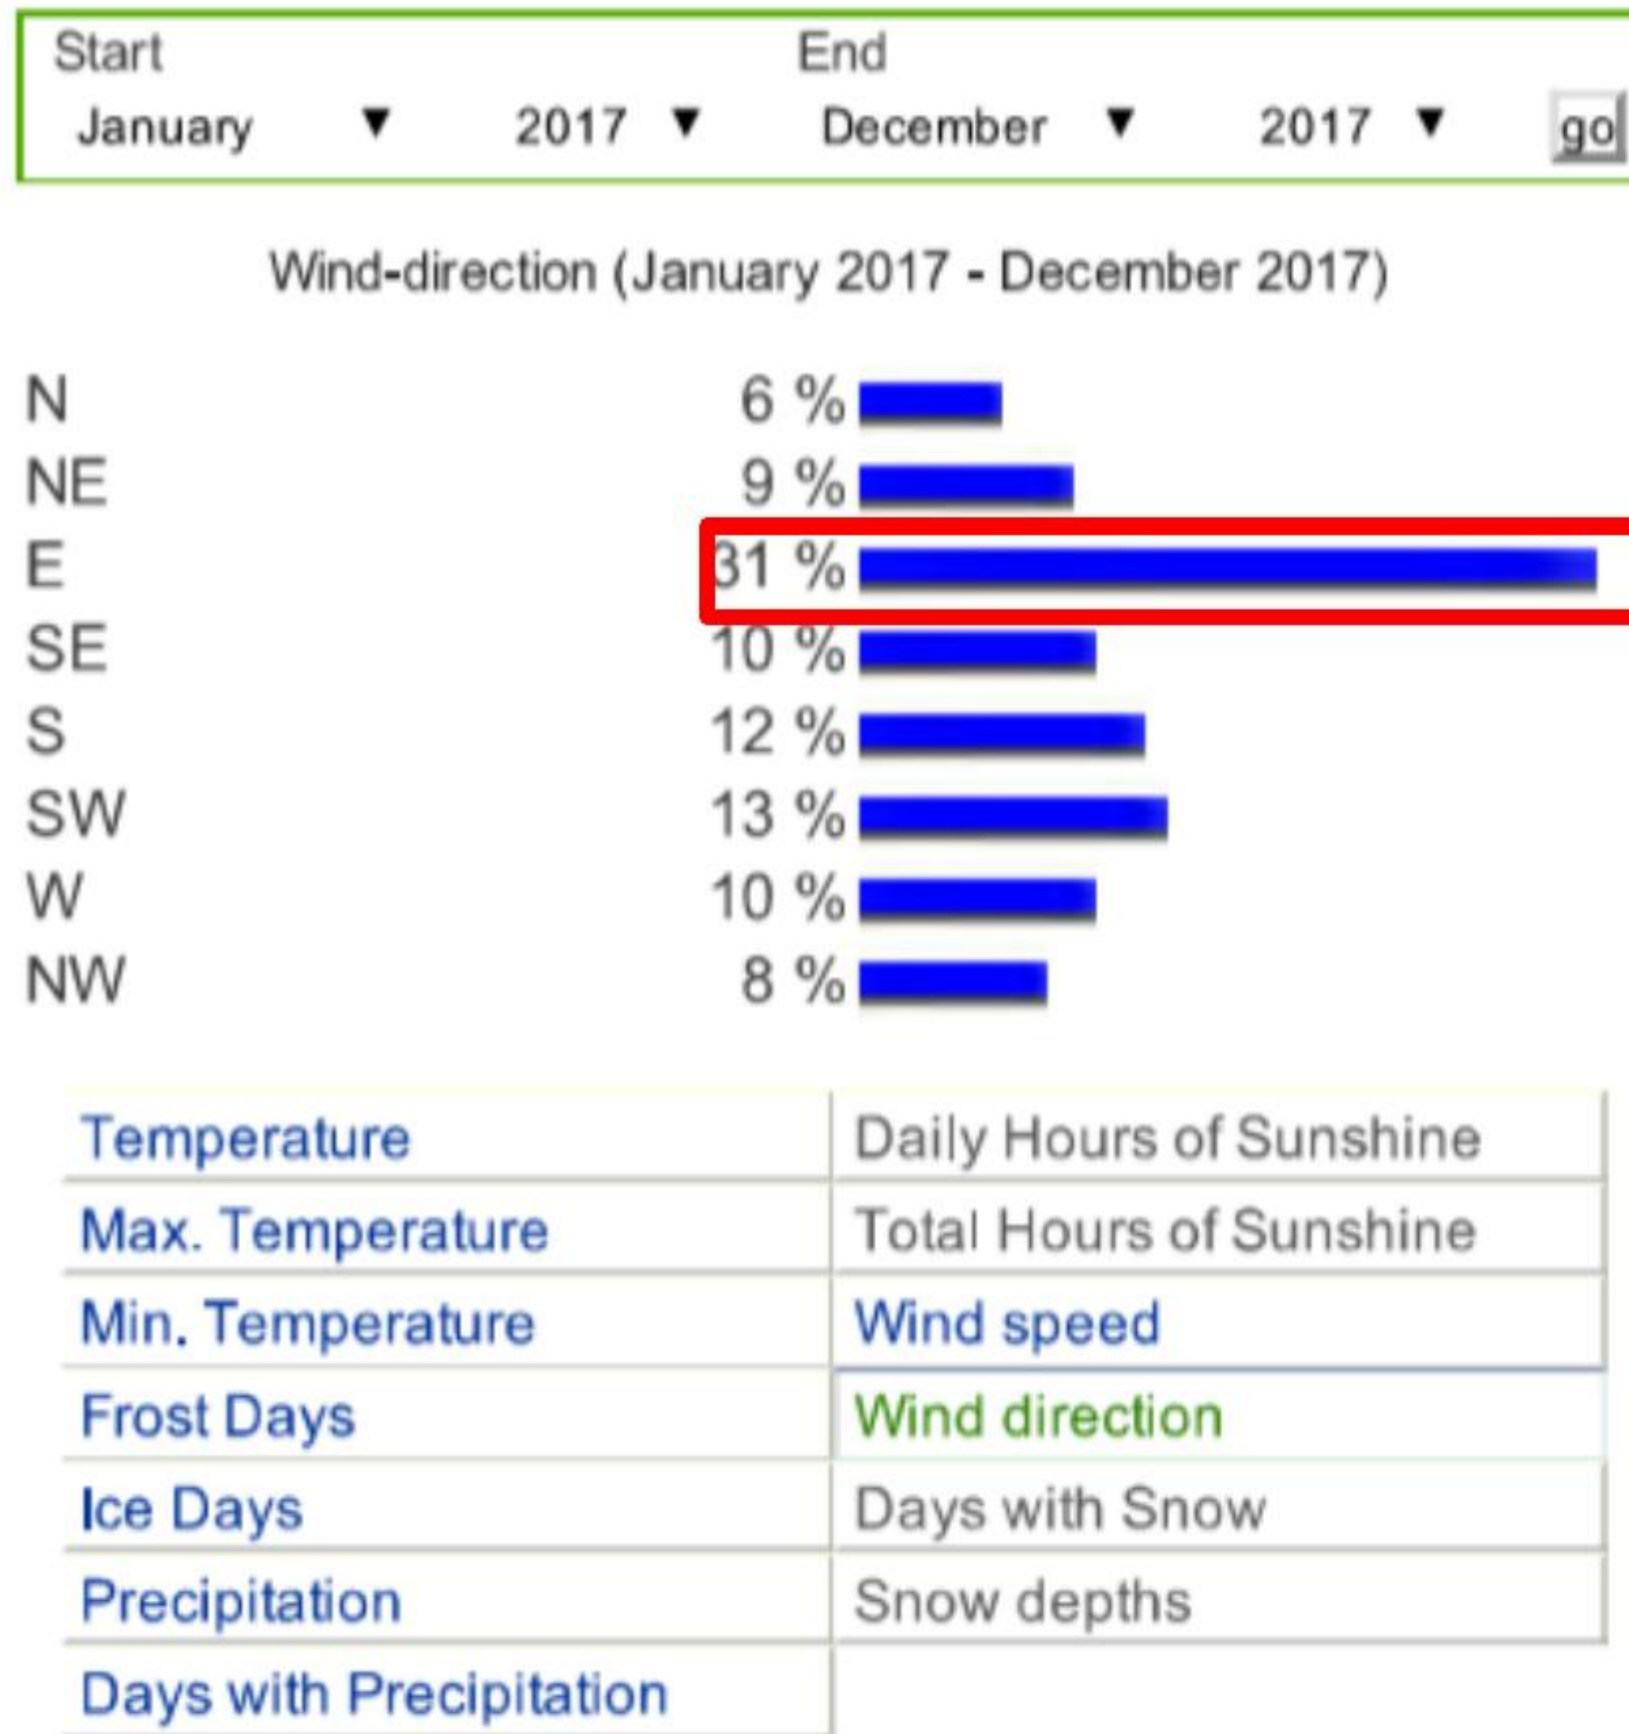 Start End
January ▼ 2017 ▼ December ▼ 2017 ▼ go
Wind-direction (January 2017 - December 2017)
N 6 %
NE 9 %
E 31 %
SE 10 %
S 12 %
SW 13 %
W 10 %
NW 8 %
Temperature Daily Hours of Sunshine
Max. Temperature Total Hours of Sunshine
Min. Temperature Wind speed
Frost Days Wind direction
Ice Days Days with Snow
Precipitation Snow depths
Days with Precipitation